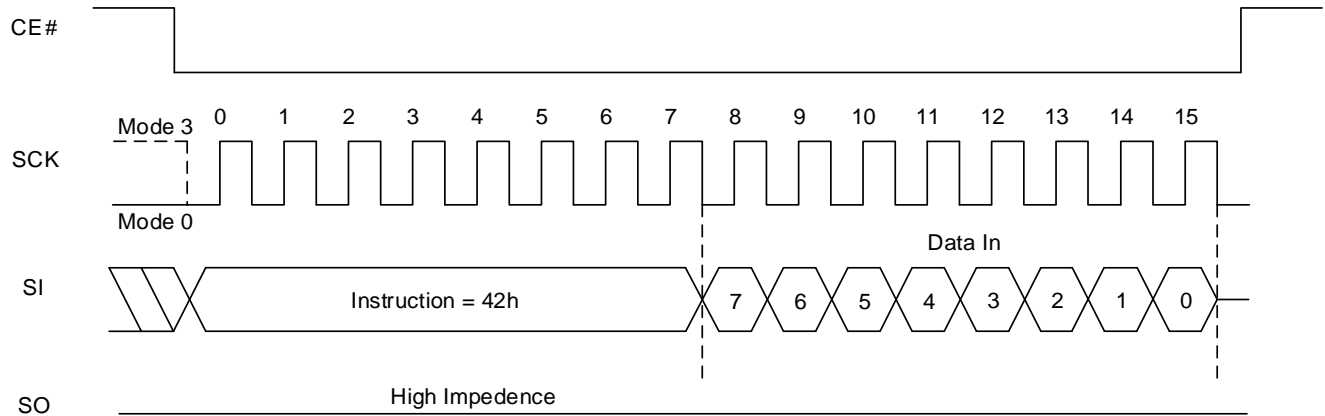 CE#
0 1 2 3 4 5 6 7 8 9 10 11 12 13 14 15
Mode 3
SCK
Mode 0
Data In
SI
Instruction = 42h
7 6 5 4 3 2 1 0
High Impedence
SO